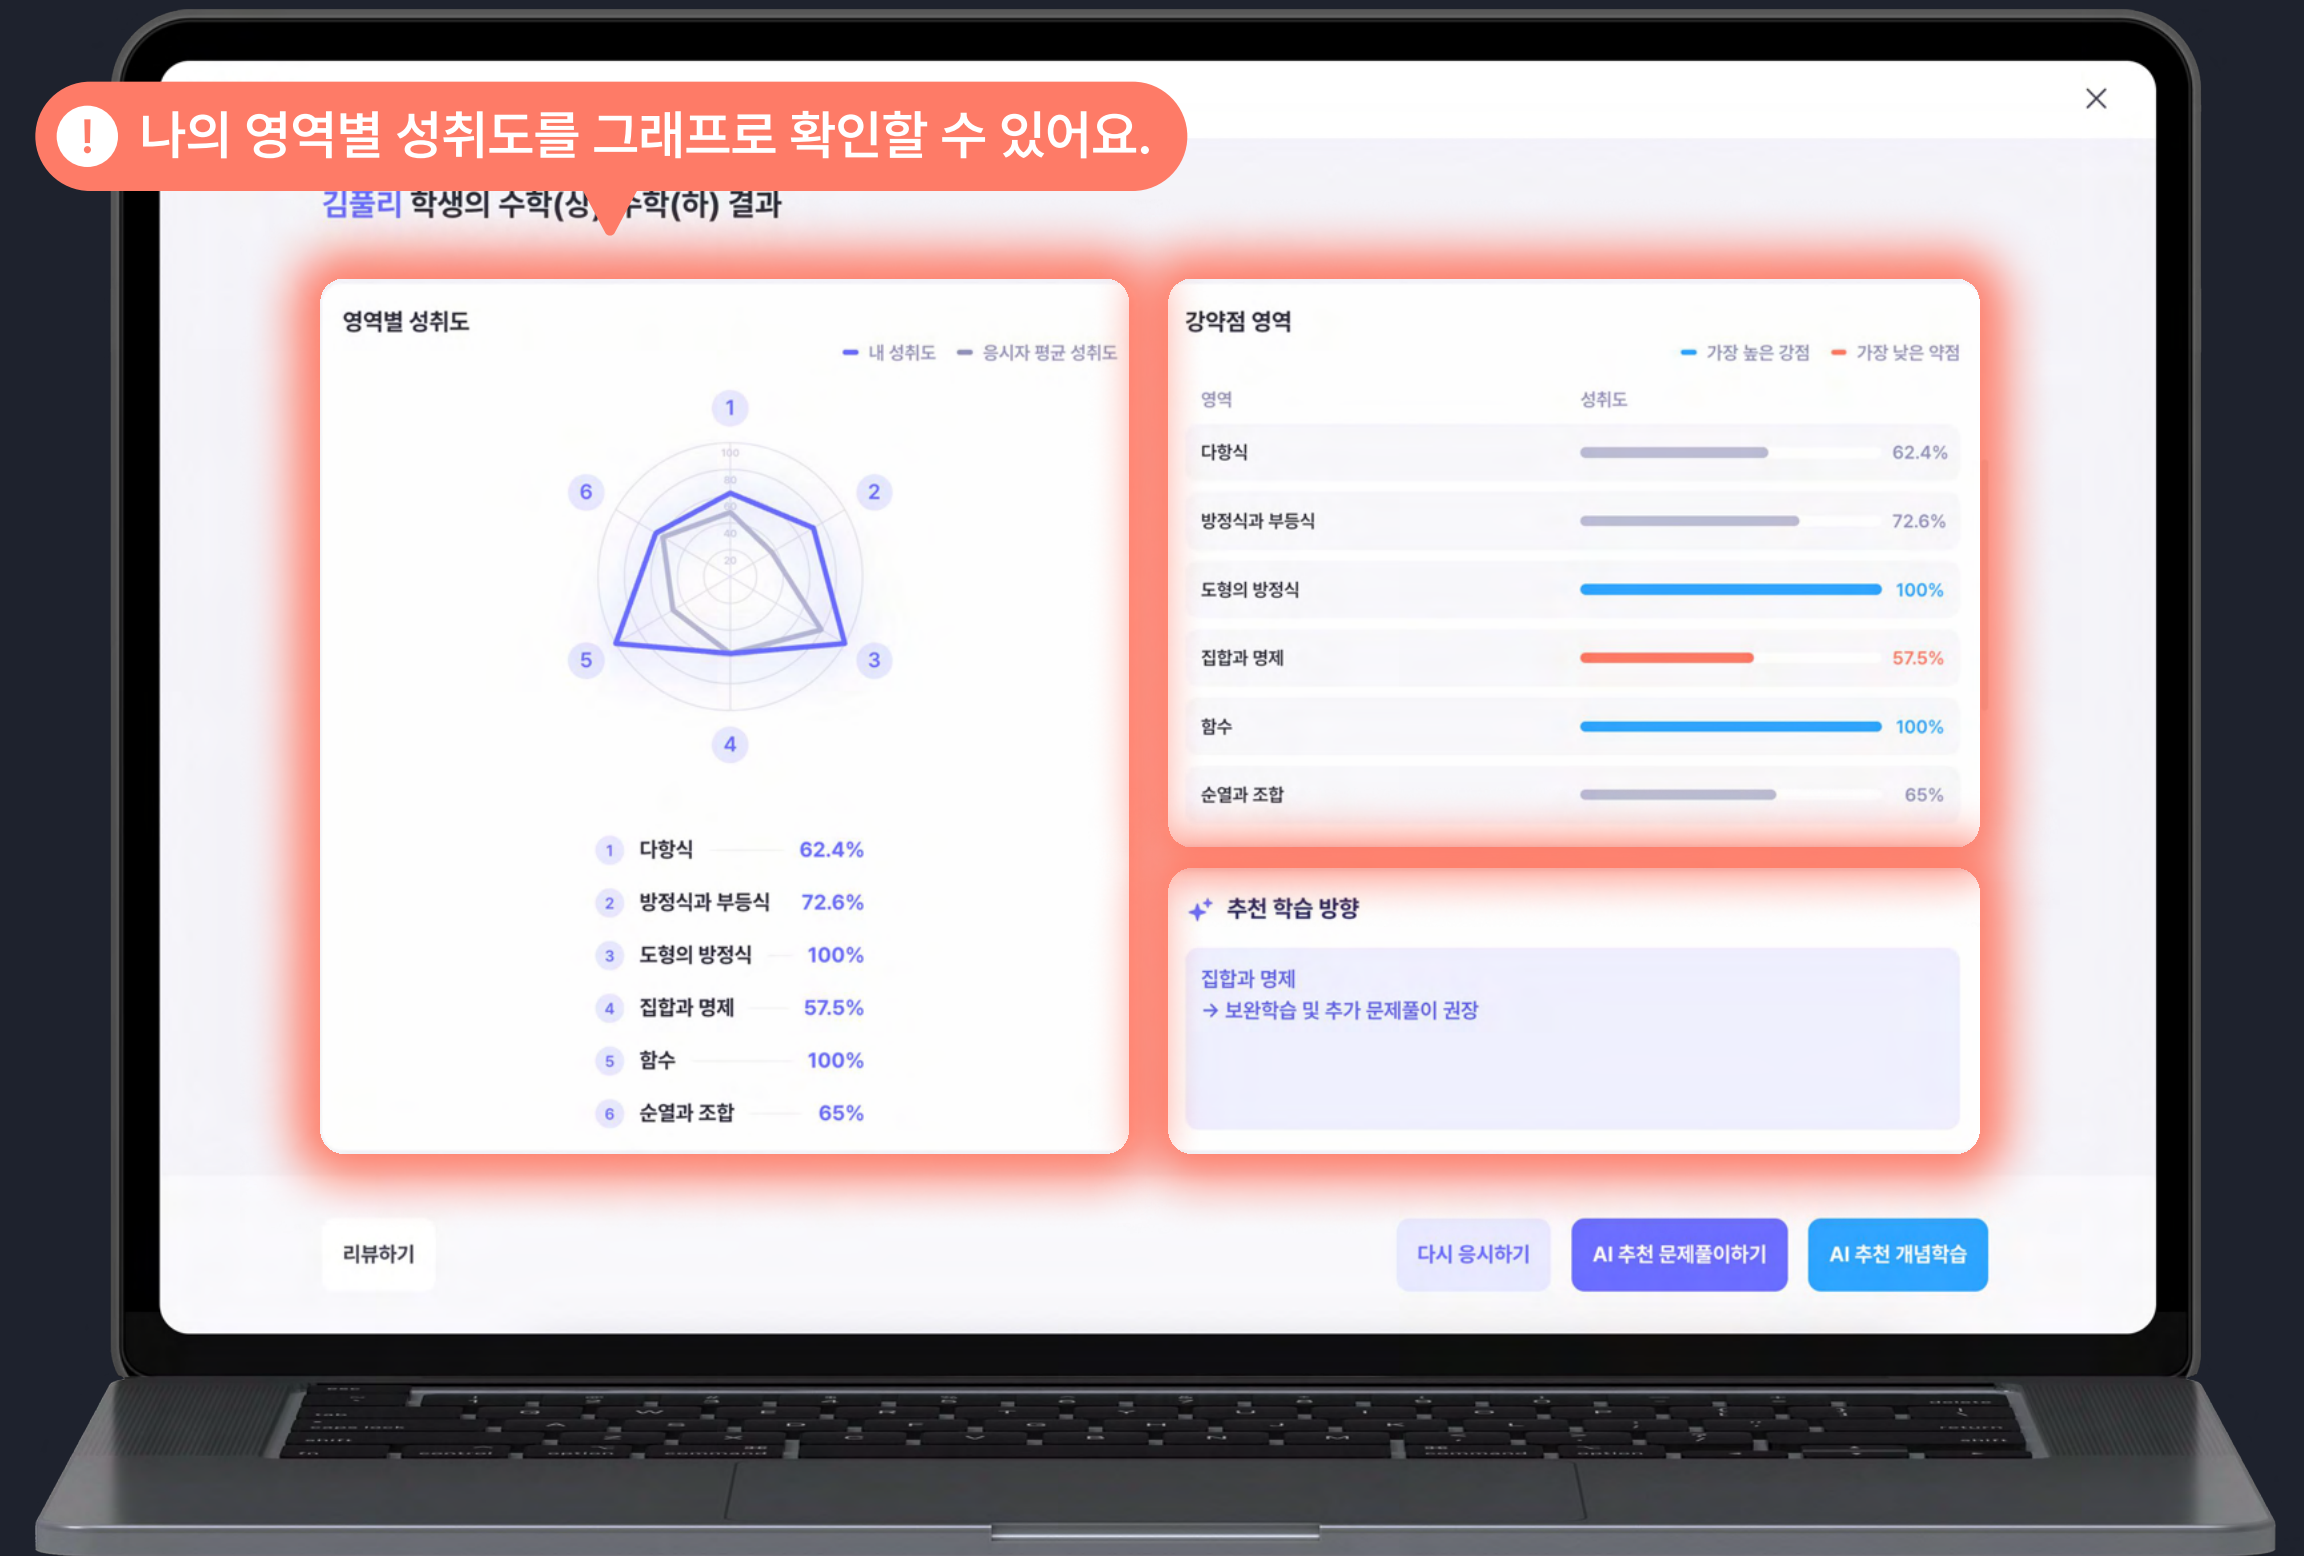 ! 나의 영역별 성취도를 그래프로 확인할 수 있어요.
김풀리 학생의 수학(상) 수학(하) 결과
영역별 성취도
내 성취도 응시자 평균 성취도
1
2
3
4
5
6
100
80
60
40
20
1 다항식 62.4%
2 방정식과 부등식 72.6%
3 도형의 방정식 100%
4 집합과 명제 57.5%
5 함수 100%
6 순열과 조합 65%
강약점 영역
가장 높은 강점 가장 낮은 약점
영역 성취도
다항식 62.4%
방정식과 부등식 72.6%
도형의 방정식 100%
집합과 명제 57.5%
함수 100%
순열과 조합 65%
추천 학습 방향
집합과 명제
→ 보완학습 및 추가 문제풀이 권장
리뷰하기
다시 응시하기
AI 추천 문제풀이하기
AI 추천 개념학습